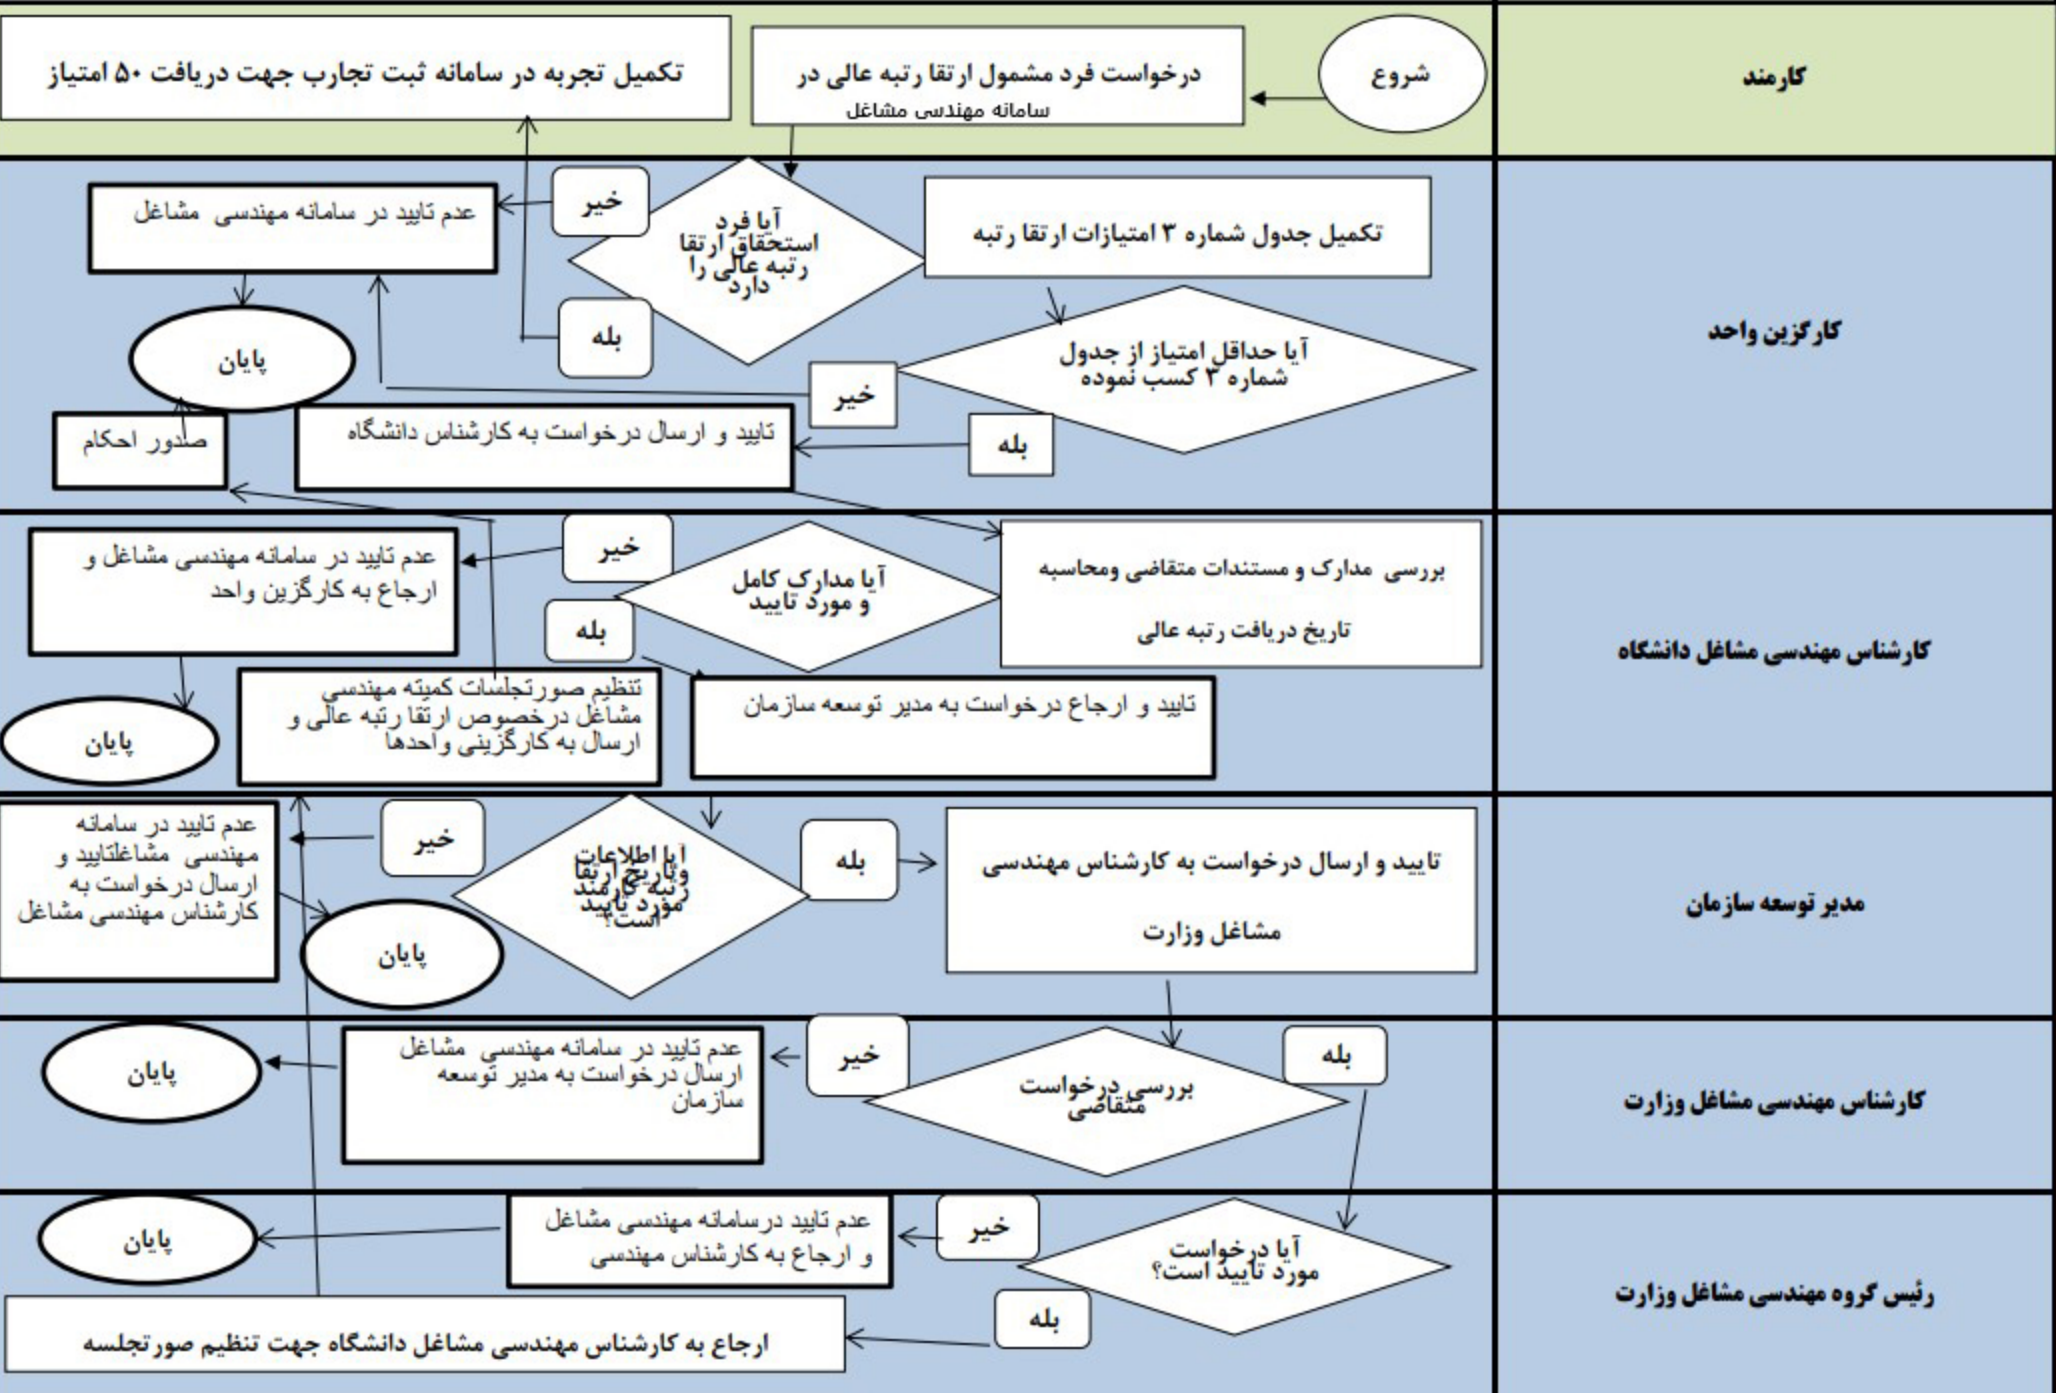 کارمند
شروع
درخواست فرد مشمول ارتقا رتبه عالی در
سامانه مهندسی مشاغل
تکمیل تجربه در سامانه ثبت تجارب جهت دریافت ۵۰ امتیاز
کارگزین واحد
تکمیل جدول شماره ۳ امتیازات ارتقا رتبه
آیا فرد
استحقاق ارتقا
رتبه عالی را
دارد
خیر
عدم تایید در سامانه مهندسی مشاغل
بله
پایان
آیا حداقل امتیاز از جدول
شماره ۳ کسب نموده
خیر
بله
تایید و ارسال درخواست به کارشناس دانشگاه
صدور احکام
کارشناس مهندسی مشاغل دانشگاه
بررسی مدارک و مستندات متقاضی ومحاسبه
تاریخ دریافت رتبه عالی
آیا مدارک کامل
و مورد تایید
خیر
عدم تایید در سامانه مهندسی مشاغل و
ارجاع به کارگزین واحد
بله
تایید و ارجاع درخواست به مدیر توسعه سازمان
تنظیم صورتجلسات کمیته مهندسی
مشاغل درخصوص ارتقا رتبه عالی و
ارسال به کارگزینی واحدها
پایان
مدیر توسعه سازمان
تایید و ارسال درخواست به کارشناس مهندسی
مشاغل وزارت
بله
آیا اطلاعات
وتاریخ ارتقا
رتبه کارمند
مورد تایید
است؟
خیر
عدم تایید در سامانه
مهندسی مشاغلتایید و
ارسال درخواست به
کارشناس مهندسی مشاغل
پایان
کارشناس مهندسی مشاغل وزارت
بله
بررسی درخواست
متقاضی
خیر
عدم تایید در سامانه مهندسی مشاغل
ارسال درخواست به مدیر توسعه
سازمان
پایان
رئیس گروه مهندسی مشاغل وزارت
آیا درخواست
مورد تایید است؟
خیر
عدم تایید درسامانه مهندسی مشاغل
و ارجاع به کارشناس مهندسی
پایان
بله
ارجاع به کارشناس مهندسی مشاغل دانشگاه جهت تنظیم صورتجلسه